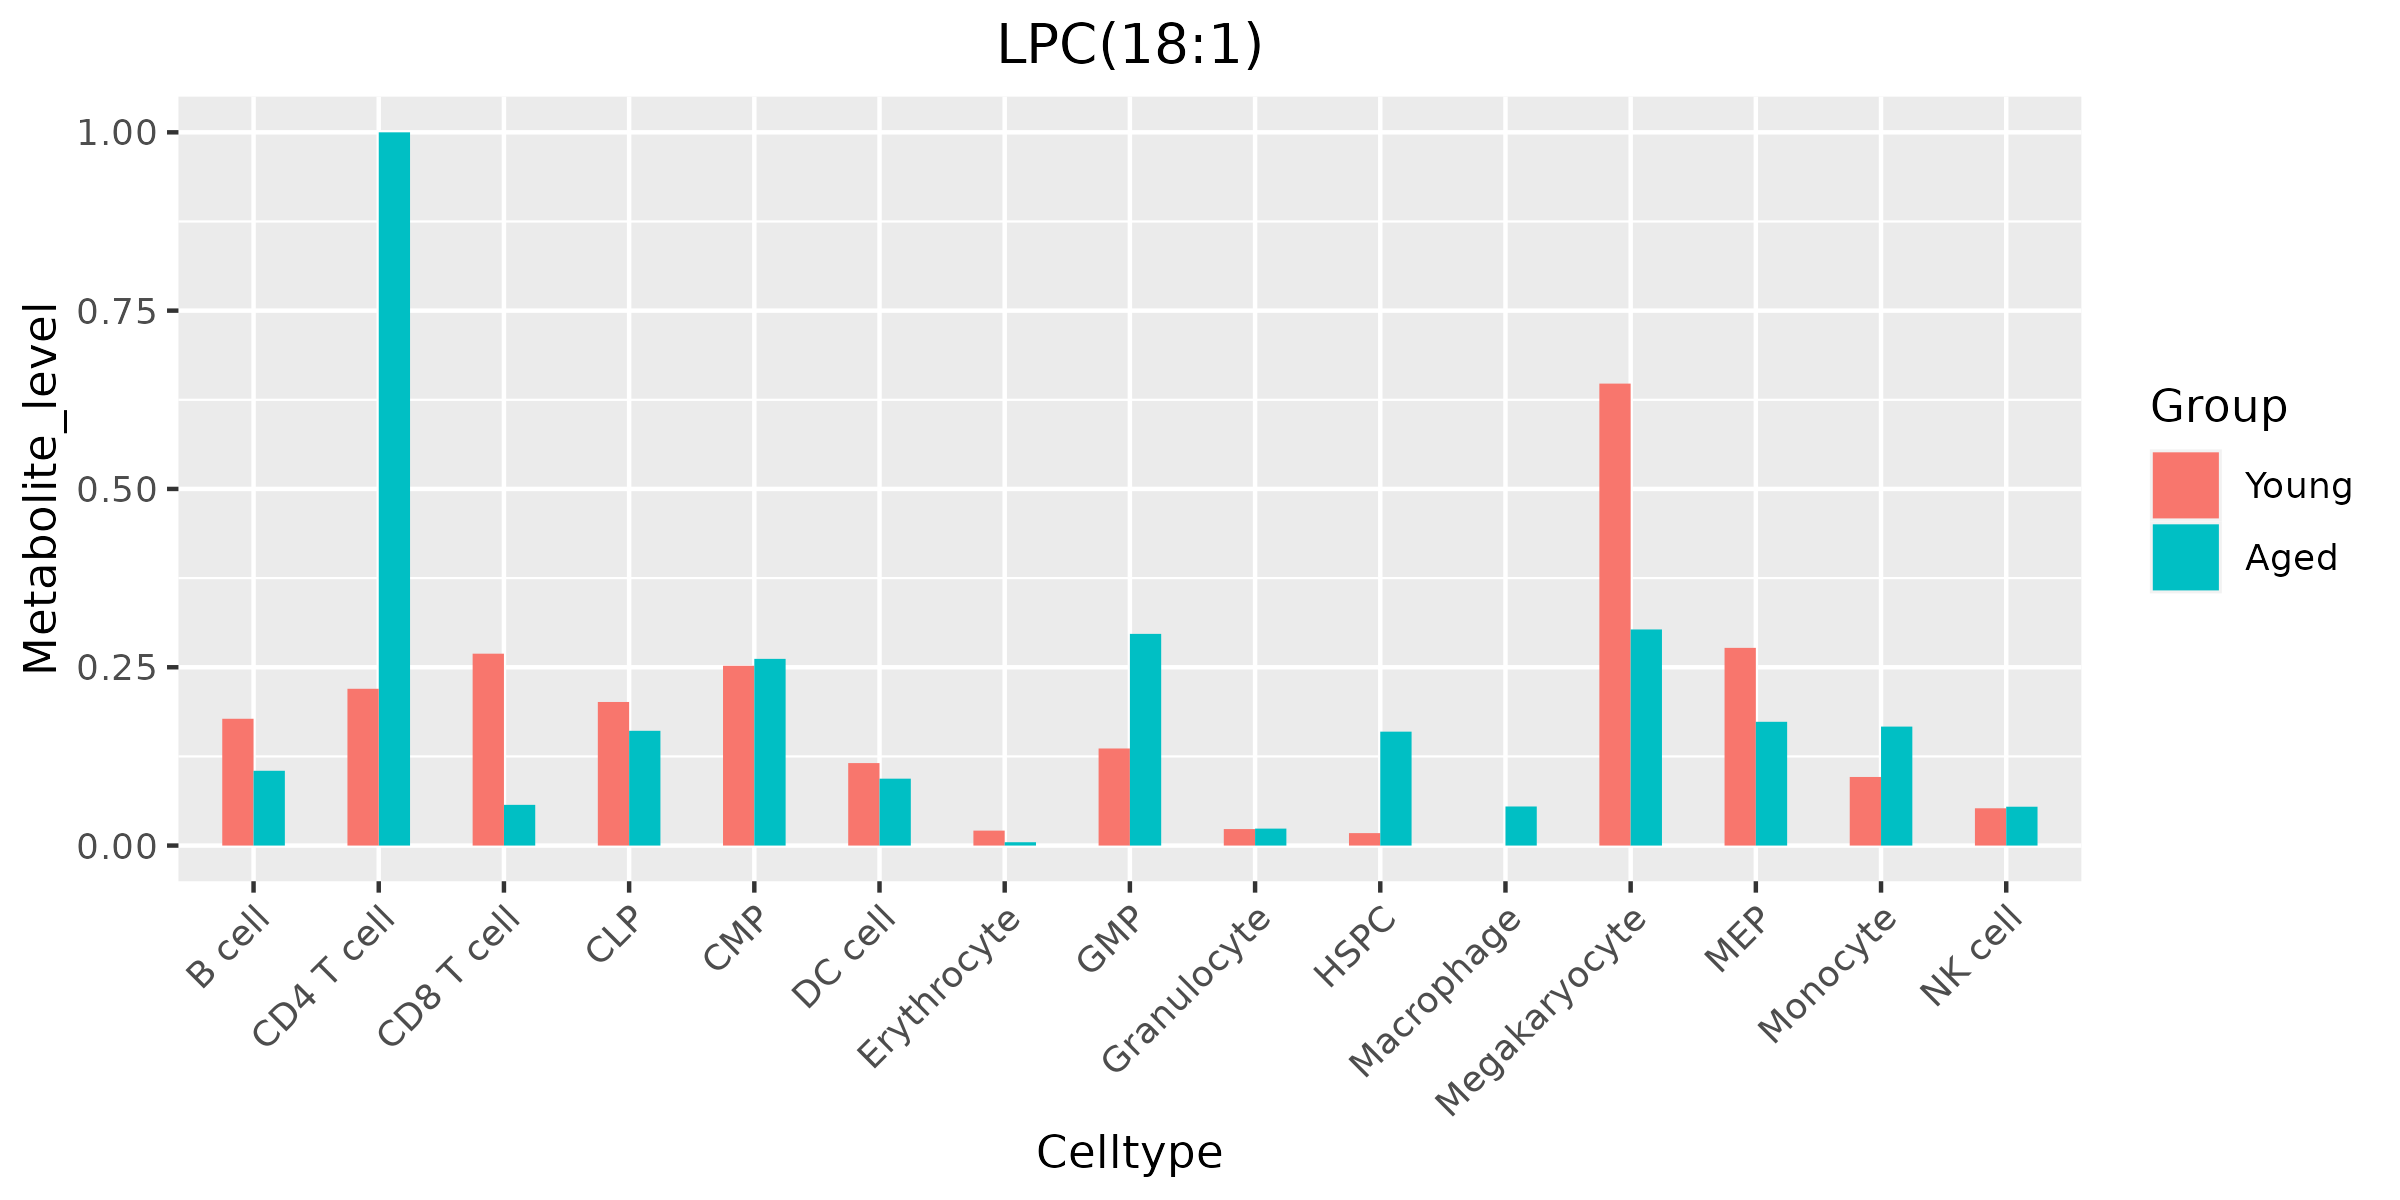 LPC(18:1)
Metabolite_level
1.00
0.75
0.50
0.25
0.00
B cell
CD4 T cell
CD8 T cell
CLP
CMP
DC cell
Erythrocyte
GMP
Granulocyte
HSPC
Macrophage
Megakaryocyte
MEP
Monocyte
NK cell
Celltype
Group
Young
Aged